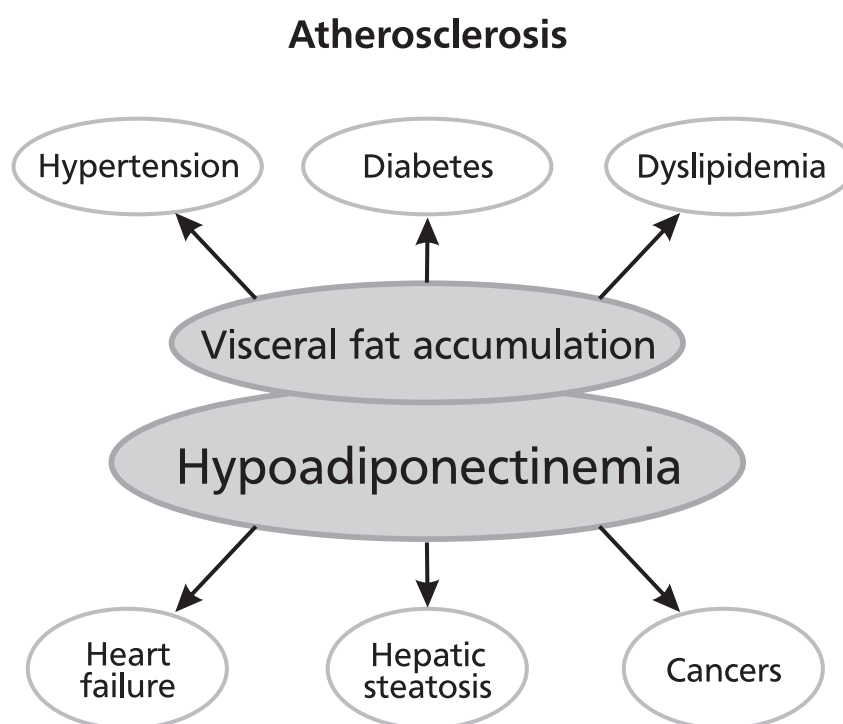 Atherosclerosis
Hypertension
Diabetes
Dyslipidemia
Visceral fat accumulation
Hypoadiponectinemia
Heart
failure
Hepatic
steatosis
Cancers